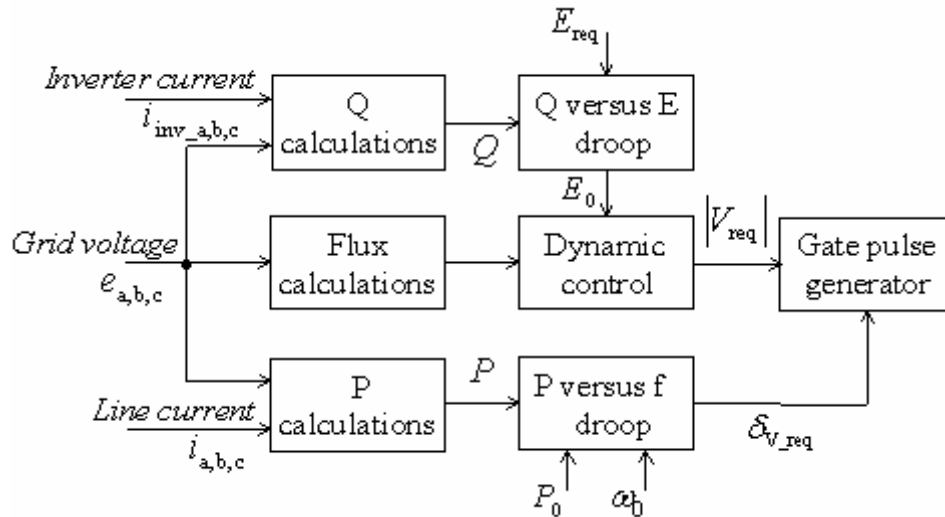 E_req
Inverter current
i_inv_a,b,c
Q
calculations
Q
Q versus E
droop
E_0
|V_req|
Grid voltage
e_a,b,c
Flux
calculations
Dynamic
control
Gate pulse
generator
Line current
i_a,b,c
P
calculations
P
P versus f
droop
δ_V_req
P_0
ω_0